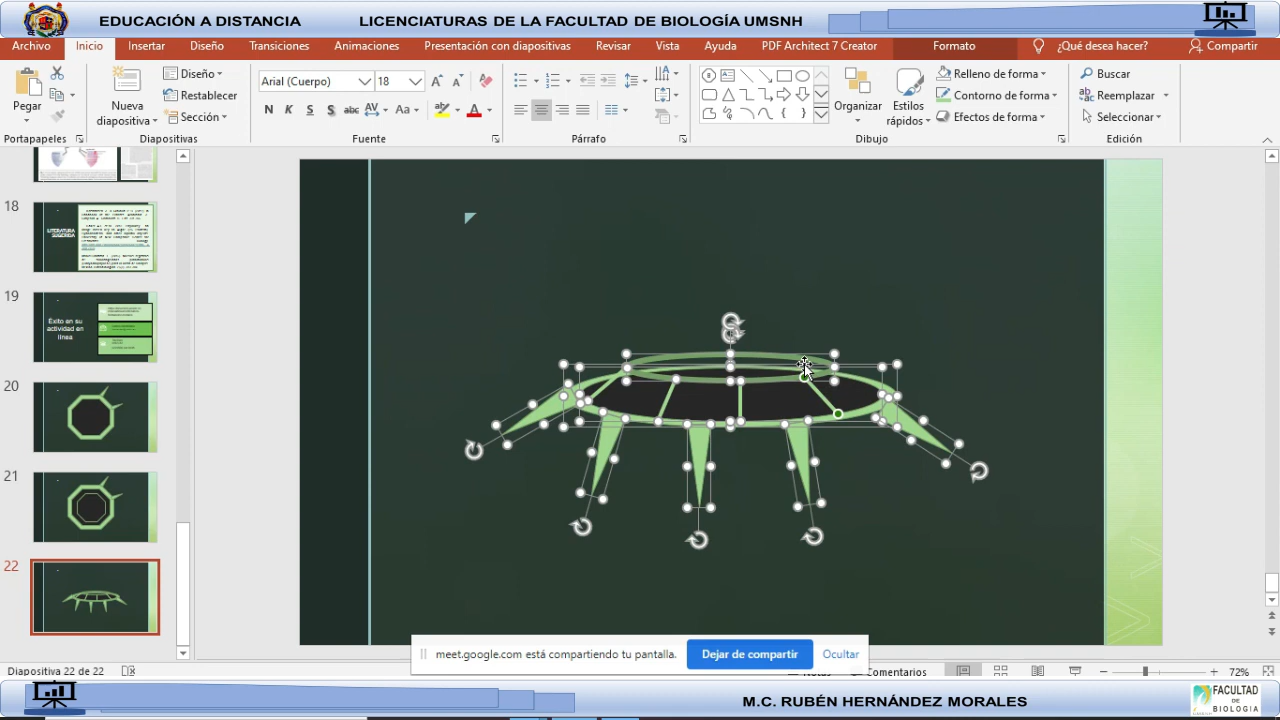 EDUCACIÓN A DISTANCIA LICENCIATURAS DE LA FACULTAD DE BIOLOGÍA UMSNH
Archivo Inicio Insertar Diseño Transiciones Animaciones Presentación con diapositivas Revisar Vista Ayuda PDF Architect 7 Creator Formato ¿Qué desea hacer? Compartir
Pegar
Nueva diapositiva
Diseño
Restablecer
Sección
Arial (Cuerpo) 18
N K S S abc AV Aa A
Organizar
Estilos rápidos
Relleno de forma
Contorno de forma
Efectos de forma
Buscar
Reemplazar
Seleccionar
Portapapeles Diapositivas Fuente Párrafo Dibujo Edición
18
LITERATURA SUGERIDA
19
Éxito en su
actividad en
línea
20
21
22
meet.google.com está compartiendo tu pantalla. Dejar de compartir Ocultar
Diapositiva 22 de 22 Notas Comentarios 72%
M.C. RUBÉN HERNÁNDEZ MORALES
FACULTAD
DE BIOLOGIA